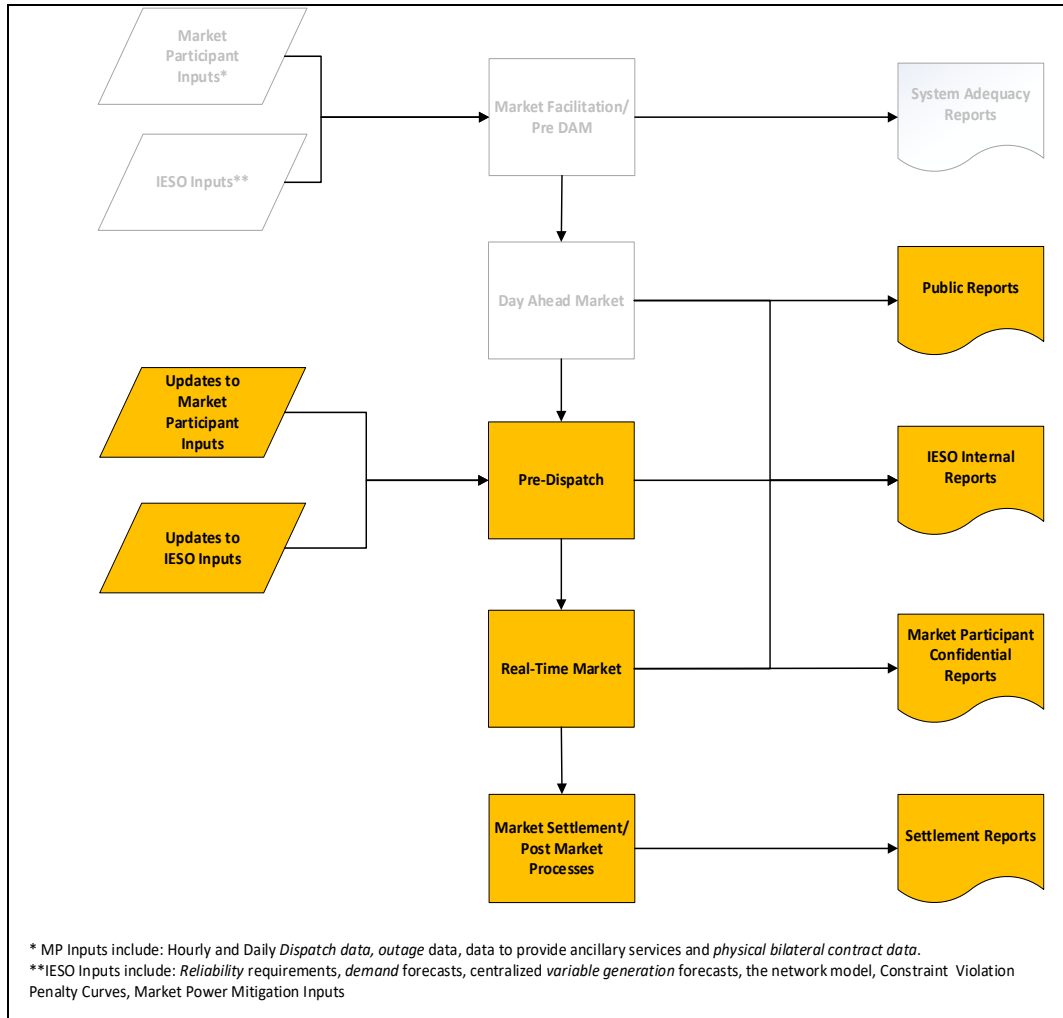 Market
Participant
Inputs*
Market Facilitation/
Pre DAM
System Adequacy
Reports
IESO Inputs**
Day Ahead Market
Public Reports
Updates to
Market
Participant
Inputs
Pre-Dispatch
IESO Internal
Reports
Updates to
IESO Inputs
Real-Time Market
Market Participant
Confidential
Reports
Market Settlement/
Post Market
Processes
Settlement Reports
* MP Inputs include: Hourly and Daily Dispatch data, outage data, data to provide ancillary services and physical bilateral contract data.
**IESO Inputs include: Reliability requirements, demand forecasts, centralized variable generation forecasts, the network model, Constraint Violation
Penalty Curves, Market Power Mitigation Inputs